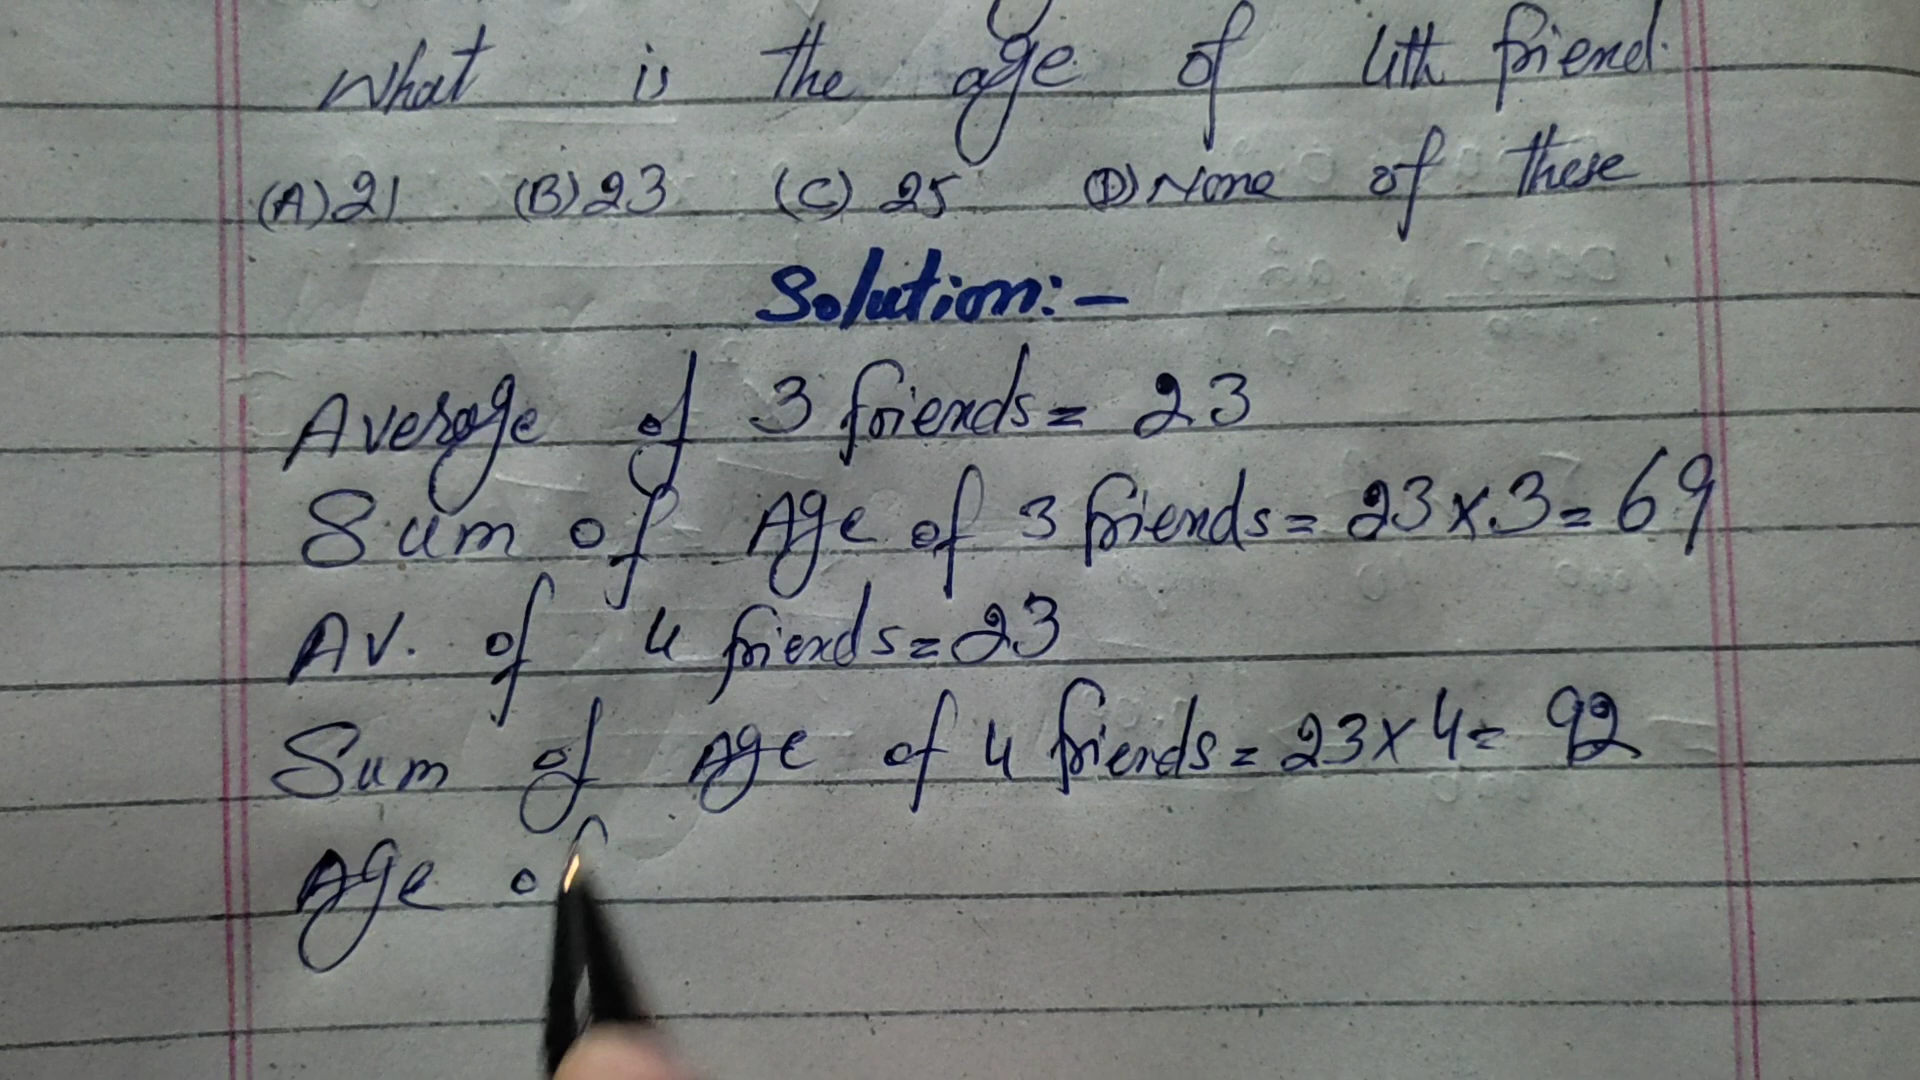 What is the age of 4th friend.
(A) 21 (B) 23 (C) 25 (D) None of these
Solution:-
Average of 3 friends = 23
Sum of Age of 3 friends = 23 x 3 = 69
AV. of 4 friends = 23
Sum of Age of 4 friends = 23 x 4 = 92
Age of